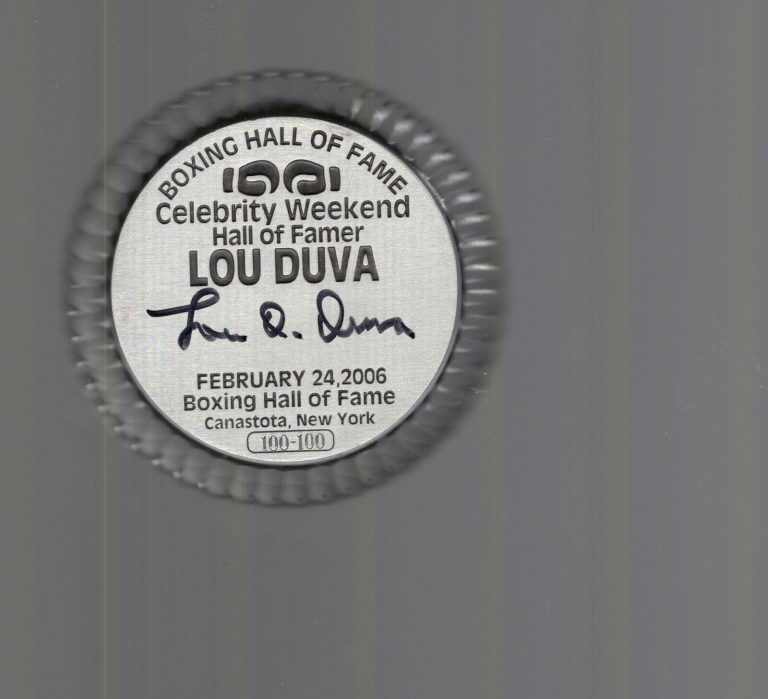 BOXING HALL OF FAME
Celebrity Weekend
Hall of Famer
LOU DUVA
Lou D. Duva
FEBRUARY 24,2006
Boxing Hall of Fame
Canastota, New York
100-100